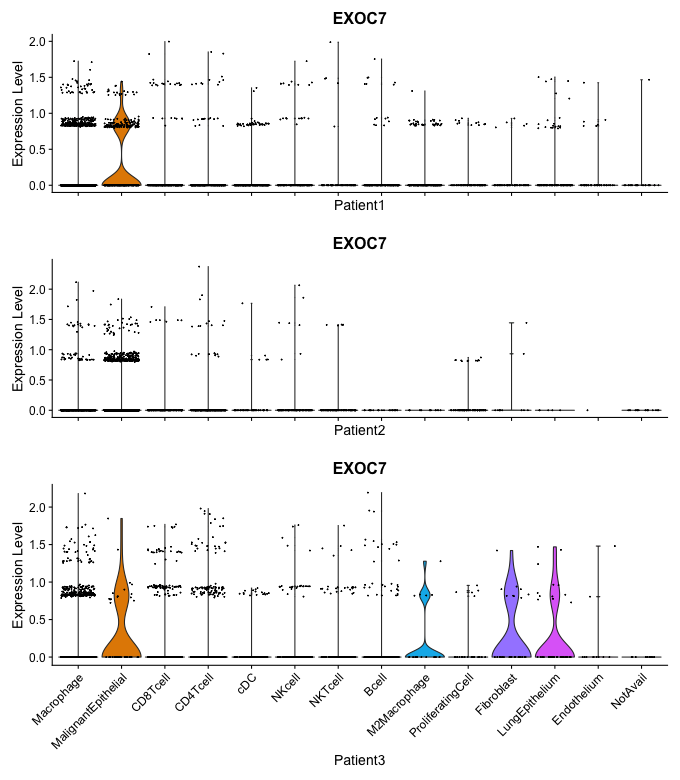 EXOC7
Expression Level
2.0
1.5
1.0
0.5
0.0
Patient1
EXOC7
Expression Level
2.0
1.5
1.0
0.5
0.0
Patient2
EXOC7
Expression Level
2.0
1.5
1.0
0.5
0.0
Macrophage
MalignantEpithelial
CD8Tcell
CD4Tcell
cDC
NKcell
NKTcell
Bcell
M2Macrophage
ProliferatingCell
Fibroblast
LungEpithelium
Endothelium
NotAvail
Patient3